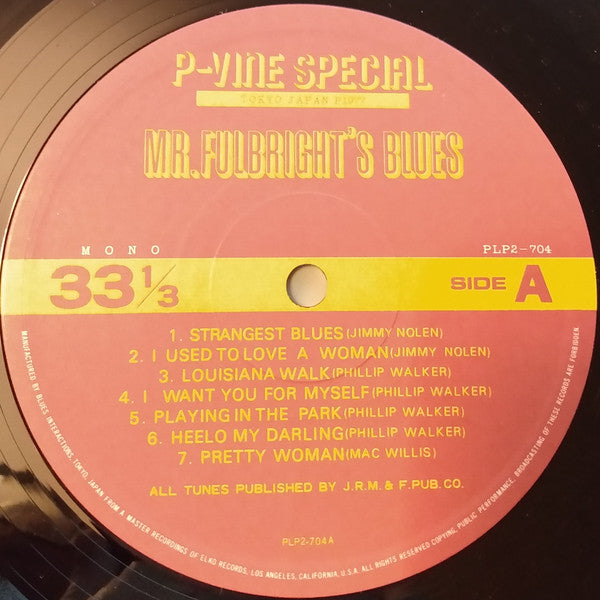 P-VINE SPECIAL
TOKYO JAPAN P1977
MR.FULBRIGHT'S BLUES
MONO
PLP2-704
33 1/3
SIDE A
1. STRANGEST BLUES(JIMMY NOLEN)
2. I USED TO LOVE A WOMAN(JIMMY NOLEN)
3. LOUISIANA WALK(PHILLIP WALKER)
4. I WANT YOU FOR MYSELF(PHILLIP WALKER)
5. PLAYING IN THE PARK(PHILLIP WALKER)
6. HEELO MY DARLING(PHILLIP WALKER)
7. PRETTY WOMAN(MAC WILLIS)
ALL TUNES PUBLISHED BY J.R.M. & F.PUB.CO.
PLP2-704A
MANUFACTURED BY BLUES INTERACTIONS, TOKYO, JAPAN FROM A MASTER RECORDINGS OF ELKO RECORDS, LOS ANGELES, CALIFORNIA, U.S.A. ALL RIGHTS RESERVED COPYING, PUBLIC PERFORMANCE, BROADCASTING OF THESE RECORDS ARE FORBIDDEN.